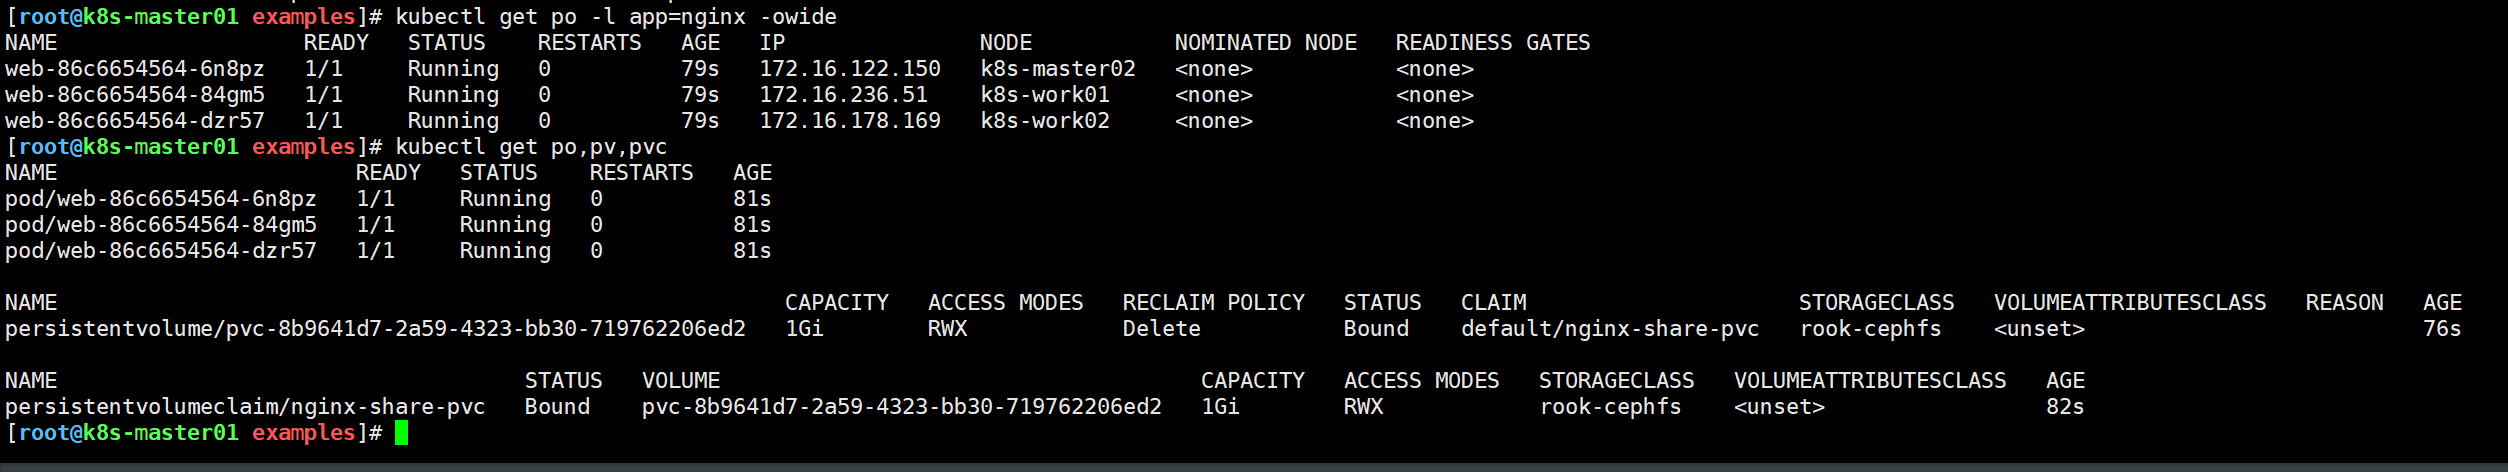 [root@k8s-master01 examples]# kubectl get po -l app=nginx -owide
NAME                   READY   STATUS    RESTARTS   AGE   IP               NODE           NOMINATED NODE   READINESS GATES
web-86c6654564-6n8pz   1/1     Running   0          79s   172.16.122.150   k8s-master02   <none>           <none>
web-86c6654564-84gm5   1/1     Running   0          79s   172.16.236.51    k8s-work01     <none>           <none>
web-86c6654564-dzr57   1/1     Running   0          79s   172.16.178.169   k8s-work02     <none>           <none>
[root@k8s-master01 examples]# kubectl get po,pv,pvc
NAME                       READY   STATUS    RESTARTS   AGE
pod/web-86c6654564-6n8pz   1/1     Running   0          81s
pod/web-86c6654564-84gm5   1/1     Running   0          81s
pod/web-86c6654564-dzr57   1/1     Running   0          81s
NAME                                                        CAPACITY   ACCESS MODES   RECLAIM POLICY   STATUS   CLAIM                     STORAGECLASS   VOLUMEATTRIBUTESCLASS   REASON   AGE
persistentvolume/pvc-8b9641d7-2a59-4323-bb30-719762206ed2   1Gi        RWX            Delete           Bound    default/nginx-share-pvc   rook-cephfs    <unset>                          76s
NAME                                    STATUS   VOLUME                                     CAPACITY   ACCESS MODES   STORAGECLASS   VOLUMEATTRIBUTESCLASS   AGE
persistentvolumeclaim/nginx-share-pvc   Bound    pvc-8b9641d7-2a59-4323-bb30-719762206ed2   1Gi        RWX            rook-cephfs    <unset>                 82s
[root@k8s-master01 examples]#